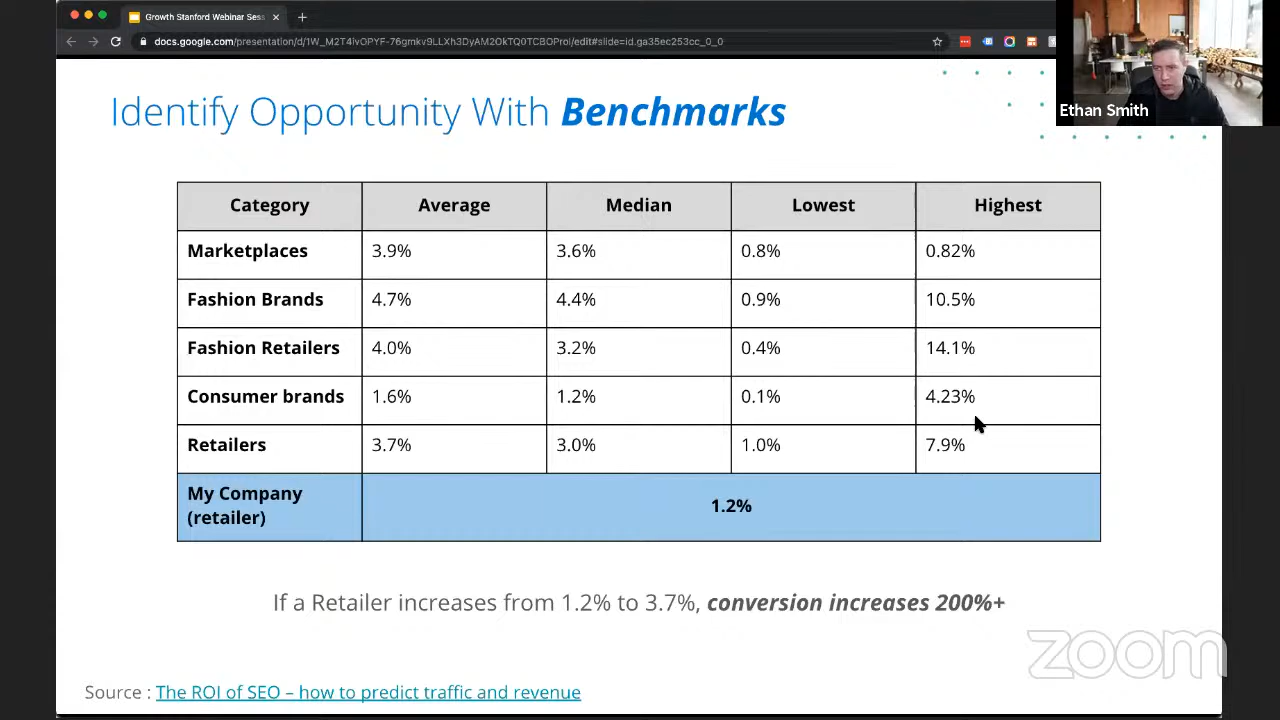 Growth Stanford Webinar Sess
docs.google.com/presentation/d/1W_M2T4ivOPYF-76gmkv9LLXh3DyAM2OkTQ0TCBOProI/edit#slide=id.ga35ec253cc_0_0
Ethan Smith
Identify Opportunity With Benchmarks
Category Average Median Lowest Highest
Marketplaces 3.9% 3.6% 0.8% 0.82%
Fashion Brands 4.7% 4.4% 0.9% 10.5%
Fashion Retailers 4.0% 3.2% 0.4% 14.1%
Consumer brands 1.6% 1.2% 0.1% 4.23%
Retailers 3.7% 3.0% 1.0% 7.9%
My Company
(retailer) 1.2%
If a Retailer increases from 1.2% to 3.7%, conversion increases 200%+
zoom
Source : The ROI of SEO – how to predict traffic and revenue